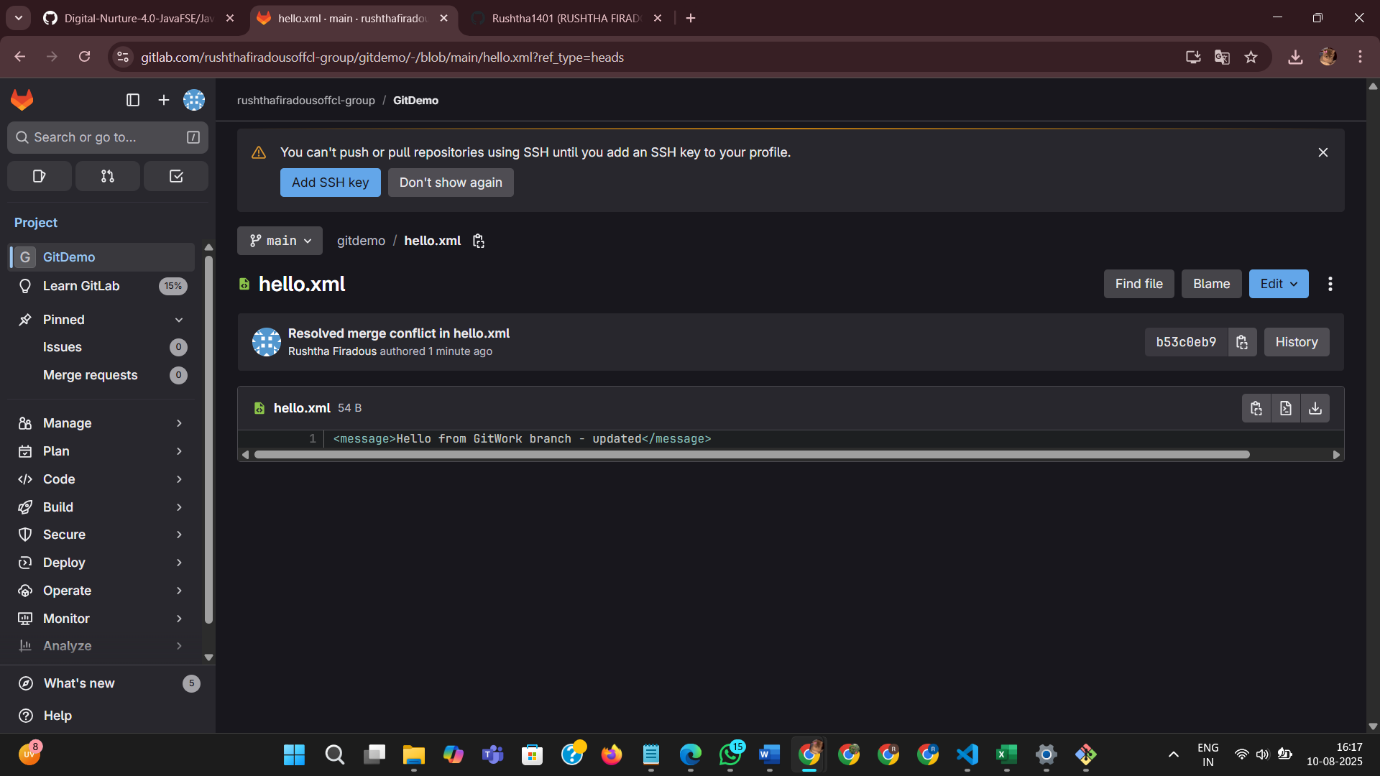 Digital-Nurture-4.0-JavaFSE/Jav
hello.xml · main · rushthafiradou
Rushtha1401 (RUSHTHA FIRAD
gitlab.com/rushthafiradousoffcl-group/gitdemo/-/blob/main/hello.xml?ref_type=heads
rushthafiradousoffcl-group / GitDemo
Search or go to... /
You can't push or pull repositories using SSH until you add an SSH key to your profile.
Add SSH key Don't show again
Project
G GitDemo
Learn GitLab 15%
Pinned
Issues 0
Merge requests 0
Manage
Plan
Code
Build
Secure
Deploy
Operate
Monitor
Analyze
What's new 5
Help
main gitdemo / hello.xml
hello.xml Find file Blame Edit
Resolved merge conflict in hello.xml
Rushtha Firadous authored 1 minute ago
b53c0eb9 History
hello.xml 54 B
1 <message>Hello from GitWork branch - updated</message>
UV 8
15
ENG
IN
16:17
10-08-2025